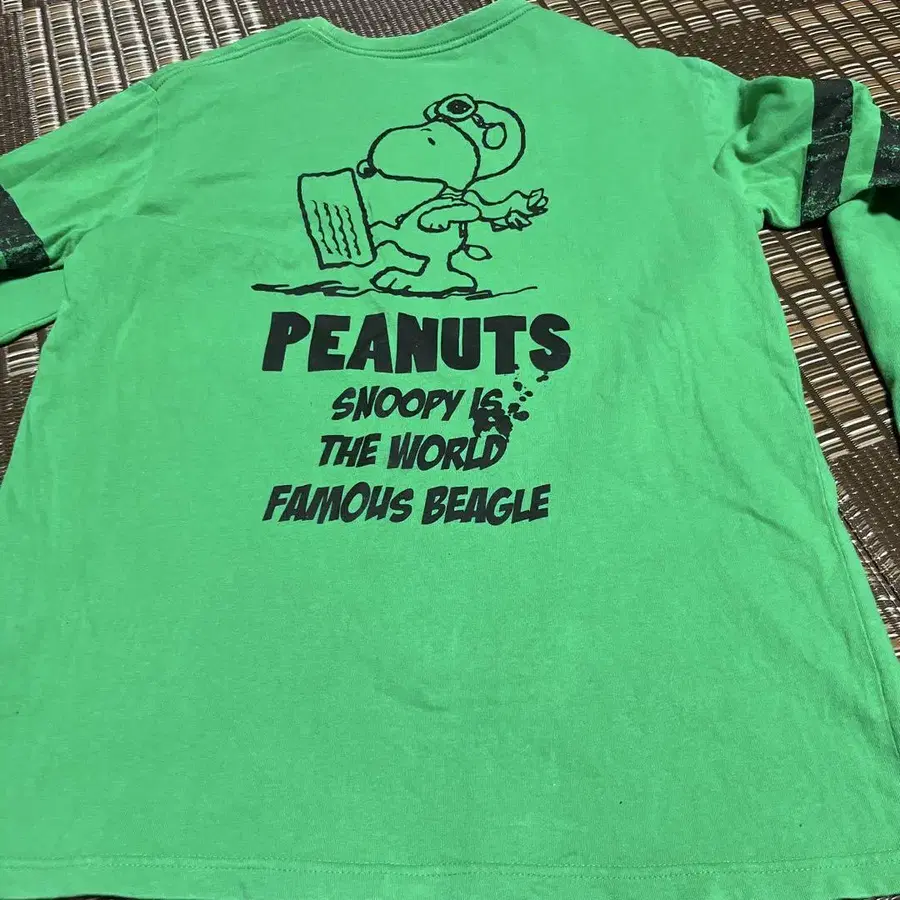 PEANUTS
SNOOPY IS
THE WORLD
FAMOUS BEAGLE